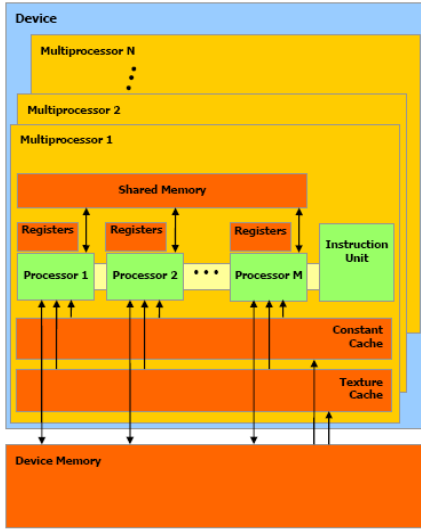 Device
Multiprocessor N
Multiprocessor 2
Multiprocessor 1
Shared Memory
Registers
Registers
Registers
Processor 1
Processor 2
Processor M
Instruction
Unit
Constant
Cache
Texture
Cache
Device Memory